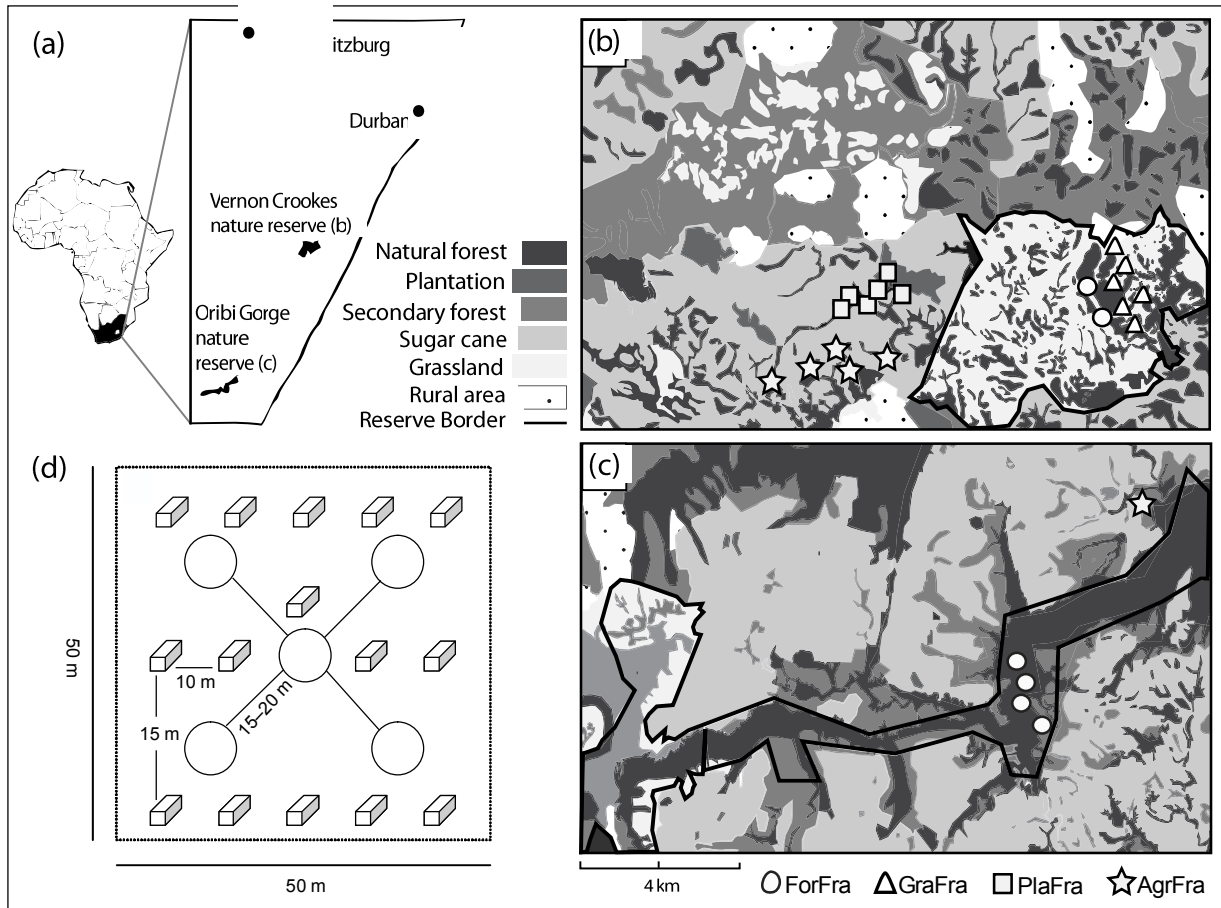 (a)
itzburg
Durban
Vernon Crookes
nature reserve (b)
Oribi Gorge
nature
reserve (c)
Natural forest
Plantation
Secondary forest
Sugar cane
Grassland
Rural area
Reserve Border
(b)
(c)
(d)
50 m
10 m
15 m
15–20 m
50 m
4 km
ForFra
GraFra
PlaFra
AgrFra